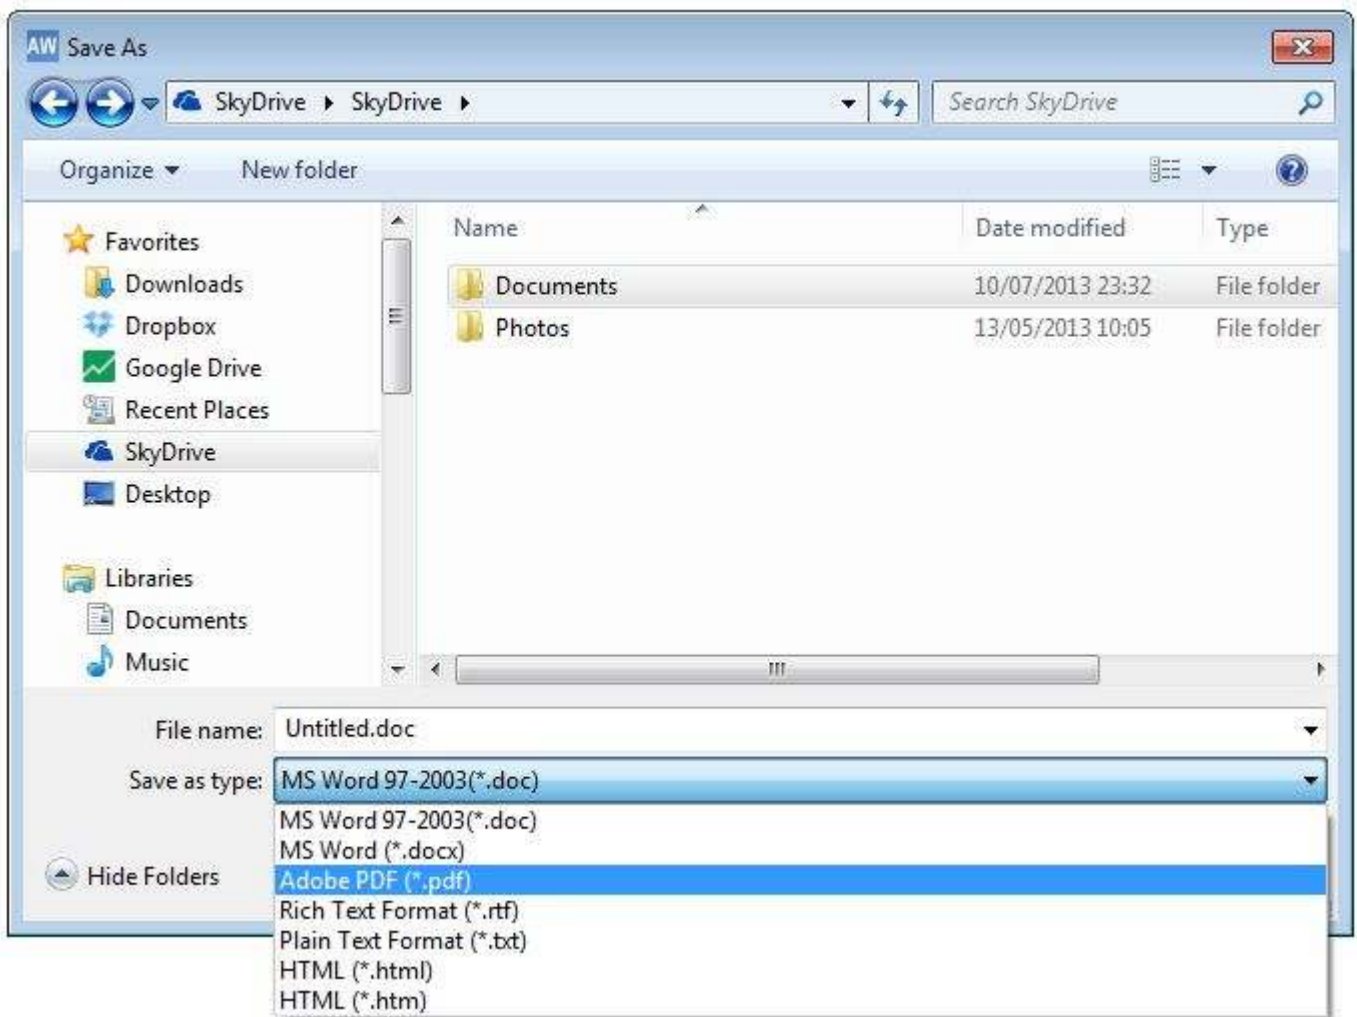 AW Save As
SkyDrive SkyDrive Search SkyDrive
Organize New folder
Name Date modified Type
Favorites
Downloads
Dropbox
Google Drive
Recent Places
SkyDrive
Desktop
Libraries
Documents
Music
Documents 10/07/2013 23:32 File folder
Photos 13/05/2013 10:05 File folder
File name: Untitled.doc
Save as type: MS Word 97-2003(*.doc)
MS Word 97-2003(*.doc)
MS Word (*.docx)
Adobe PDF (*.pdf)
Rich Text Format (*.rtf)
Plain Text Format (*.txt)
HTML (*.html)
HTML (*.htm)
Hide Folders